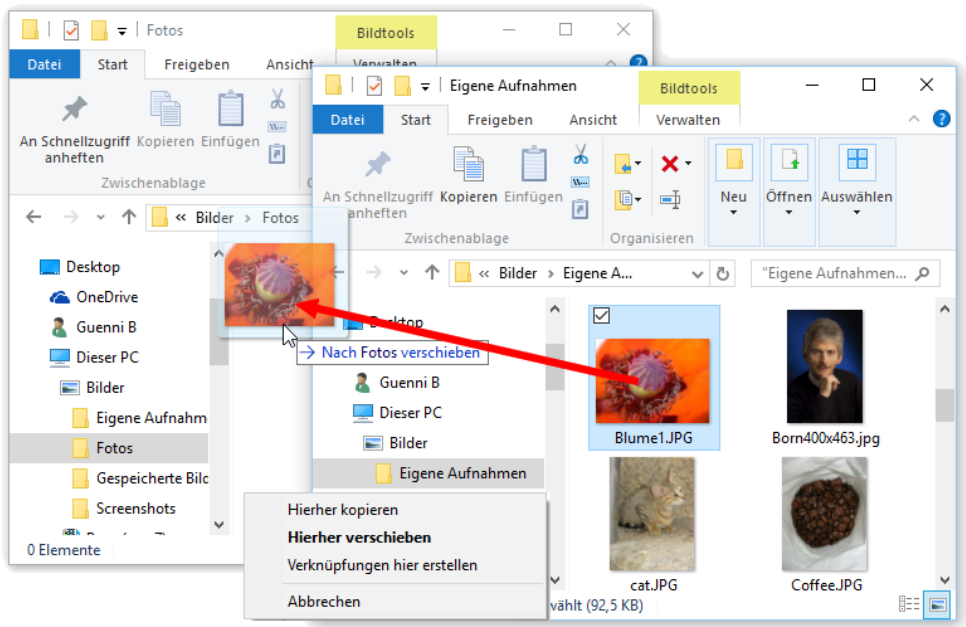 Fotos
Bildtools
Datei
Start
Freigeben
Ansicht
Verwalten
An Schnellzugriff anheften
Kopieren
Einfügen
Zwischenablage
« Bilder > Fotos
Desktop
OneDrive
Guenni B
Dieser PC
Bilder
Eigene Aufnahm
Fotos
Gespeicherte Bilc
Screenshots
0 Elemente
Eigene Aufnahmen
Bildtools
Datei
Start
Freigeben
Ansicht
Verwalten
An Schnellzugriff
anheften
Kopieren
Einfügen
Zwischenablage
Organisieren
Neu
Öffnen
Auswählen
« Bilder > Eigene A...
"Eigene Aufnahmen...
Desktop
→ Nach Fotos verschieben
Guenni B
Dieser PC
Bilder
Eigene Aufnahmen
Blume1.JPG
Born400x463.jpg
cat.JPG
Coffee.JPG
Hierher kopieren
Hierher verschieben
Verknüpfungen hier erstellen
Abbrechen
wählt (92,5 KB)